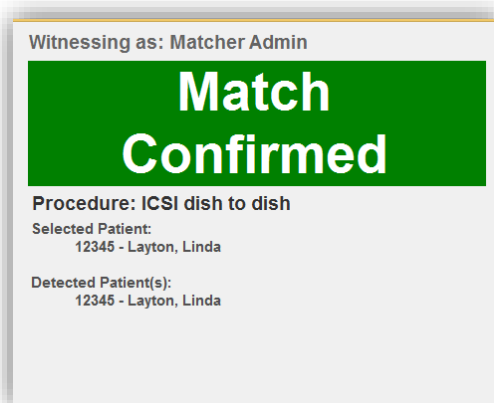 Witnessing as: Matcher Admin
Match
Confirmed
Procedure: ICSI dish to dish
Selected Patient:
12345 - Layton, Linda
Detected Patient(s):
12345 - Layton, Linda